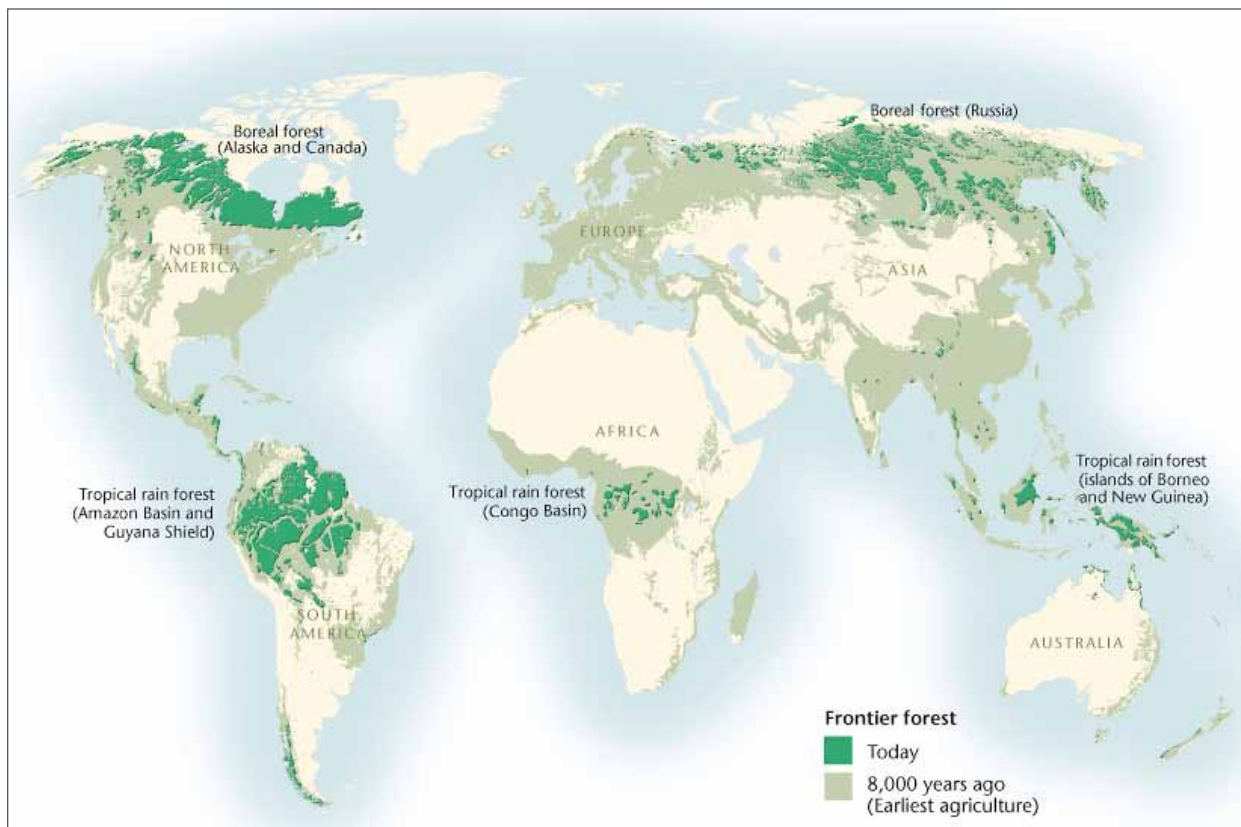 Boreal forest
(Alaska and Canada)
Boreal forest (Russia)
NORTH
AMERICA
EUROPE
ASIA
AFRICA
Tropical rain forest
(Amazon Basin and
Guyana Shield)
Tropical rain forest
(Congo Basin)
Tropical rain forest
(islands of Borneo
and New Guinea)
SOUTH
AMERICA
AUSTRALIA
Frontier forest
Today
8,000 years ago
(Earliest agriculture)